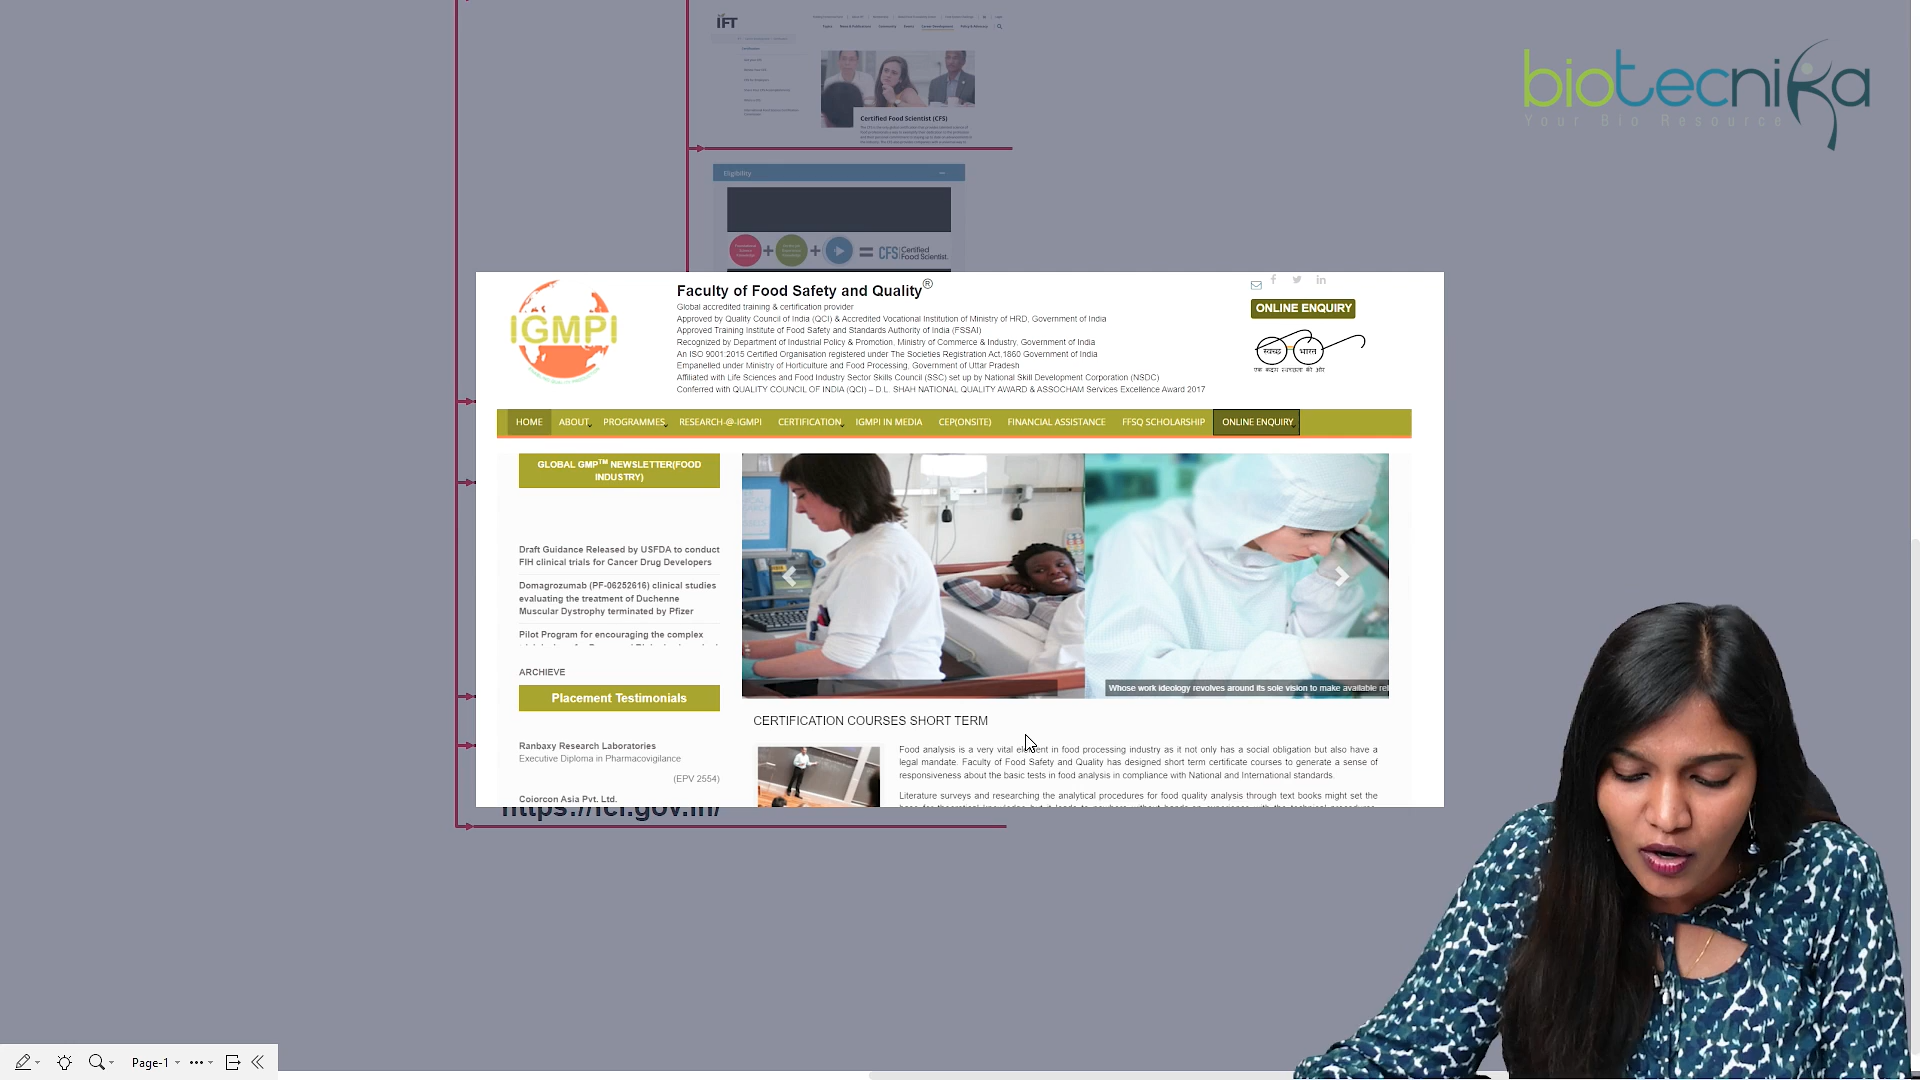 IFT
Certified Food Scientist (CFS)
biotecnika
Your Bio Resource
Eligibility
CFS Certified
Food Scientist.
IGMPI
Faculty of Food Safety and Quality®
Global accredited training & certification provider
Approved by Quality Council of India (QCI) & Accredited Vocational Institution of Ministry of HRD, Government of India
Approved Training Institute of Food Safety and Standards Authority of India (FSSAI)
Recognized by Department of Industrial Policy & Promotion, Ministry of Commerce & Industry, Government of India
An ISO 9001:2015 Certified Organisation registered under The Societies Registration Act,1860 Government of India
Empanelled under Ministry of Horticulture and Food Processing, Government of Uttar Pradesh
Affiliated with Life Sciences and Food Industry Sector Skills Council (SSC) set up by National Skill Development Corporation (NSDC)
Conferred with QUALITY COUNCIL OF INDIA (QCI) – D.L. SHAH NATIONAL QUALITY AWARD & ASSOCHAM Services Excellence Award 2017
ONLINE ENQUIRY
स्वच्छ भारत
एक कदम स्वच्छता की ओर
HOME ABOUT PROGRAMMES RESEARCH-@-IGMPI CERTIFICATION IGMPI IN MEDIA CEP(ONSITE) FINANCIAL ASSISTANCE FFSQ SCHOLARSHIP ONLINE ENQUIRY
GLOBAL GMP™ NEWSLETTER(FOOD
INDUSTRY)
Draft Guidance Released by USFDA to conduct
FIH clinical trials for Cancer Drug Developers
Domagrozumab (PF-06252616) clinical studies
evaluating the treatment of Duchenne
Muscular Dystrophy terminated by Pfizer
Pilot Program for encouraging the complex
ARCHIEVE
Placement Testimonials
Ranbaxy Research Laboratories
Executive Diploma in Pharmacovigilance
(EPV 2554)
Colorcon Asia Pvt. Ltd.
Whose work ideology revolves around its sole vision to make available rel
CERTIFICATION COURSES SHORT TERM
Food analysis is a very vital element in food processing industry as it not only has a social obligation but also have a
legal mandate. Faculty of Food Safety and Quality has designed short term certificate courses to generate a sense of
responsiveness about the basic tests in food analysis in compliance with National and International standards.
Literature surveys and researching the analytical procedures for food quality analysis through text books might set the
https://fci.gov.in/
Page-1